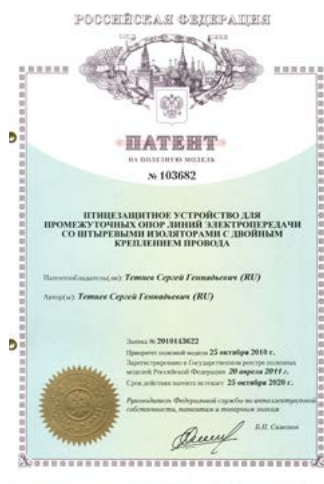 РОССИЙСКАЯ ФЕДЕРАЦИЯ
ПАТЕНТ
НА ПОЛЕЗНУЮ МОДЕЛЬ
№ 103682
ПТИЦЕЗАЩИТНОЕ УСТРОЙСТВО ДЛЯ
ПРОМЕЖУТОЧНЫХ ОПОР ЛИНИЙ ЭЛЕКТРОПЕРЕДАЧИ
СО ШТЫРЕВЫМИ ИЗОЛЯТОРАМИ С ДВОЙНЫМ
КРЕПЛЕНИЕМ ПРОВОДА
Патентообладатель(ли): Тетнев Сергей Геннадьевич (RU)
Автор(ы): Тетнев Сергей Геннадьевич (RU)
Заявка № 2010143622
Приоритет полезной модели 25 октября 2010 г.
Зарегистрировано в Государственном реестре полезных
моделей Российской Федерации 20 апреля 2011 г.
Срок действия патента истекает 25 октября 2020 г.
Руководитель Федеральной службы по интеллектуальной
собственности, патентам и товарным знакам
Б.П. Симонов